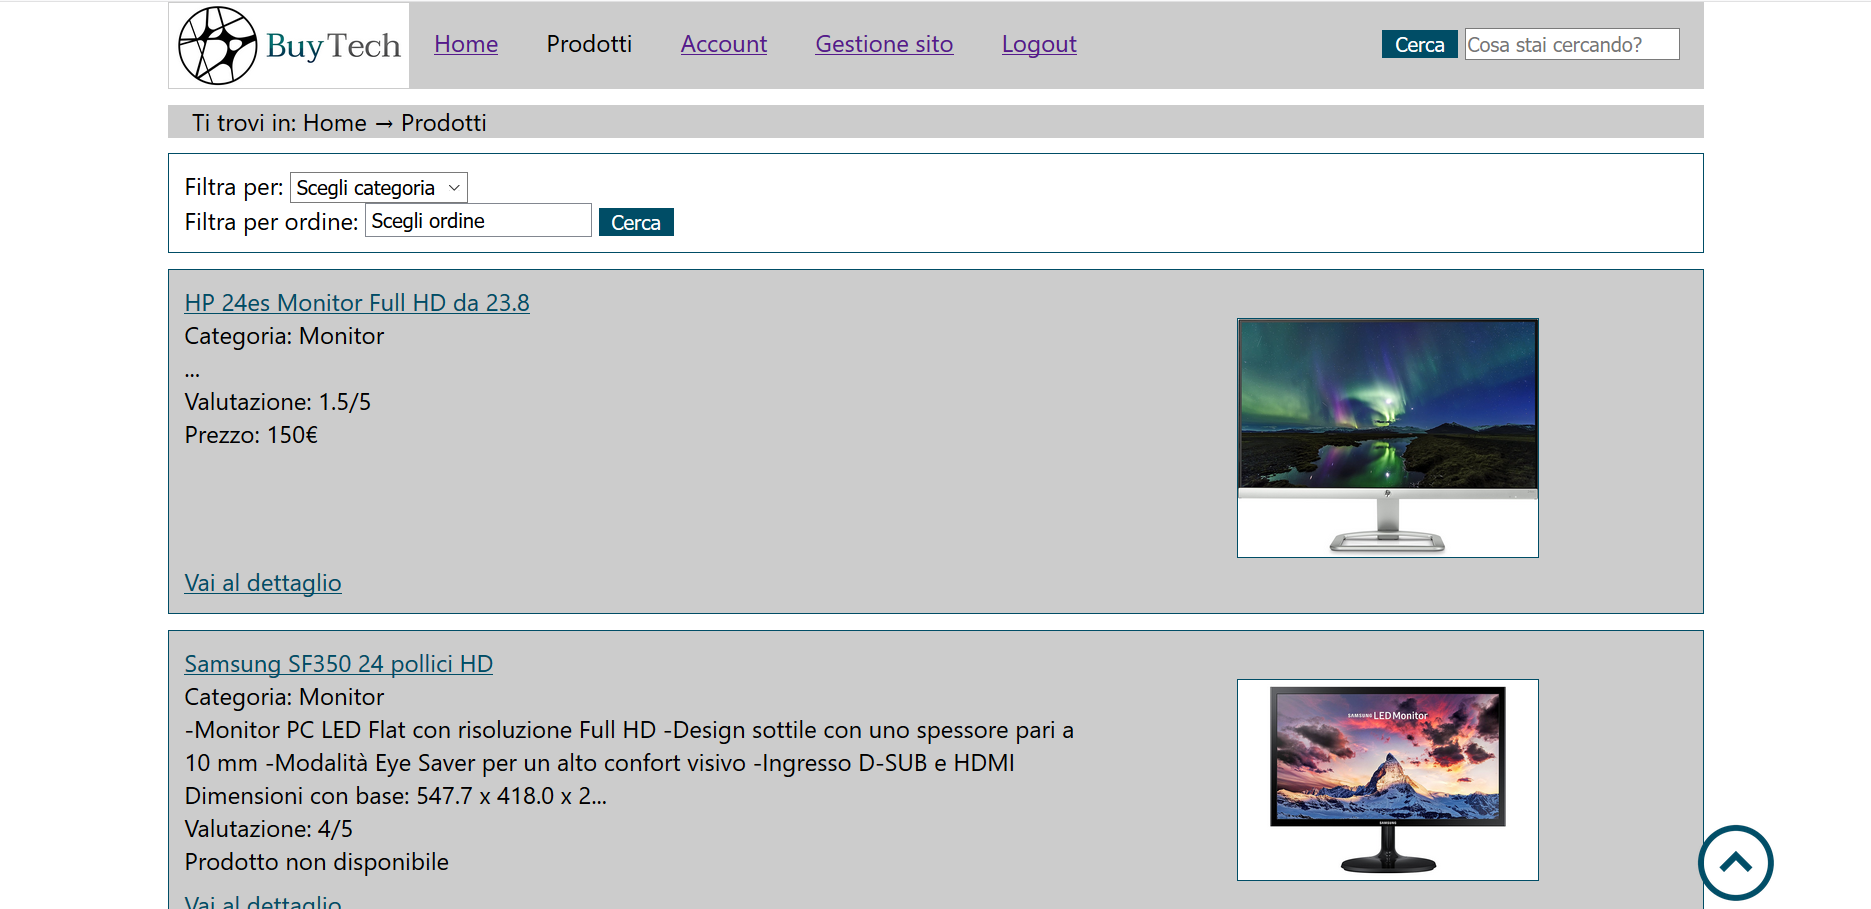 BuyTech Home Prodotti Account Gestione sito Logout Cerca Cosa stai cercando?
Ti trovi in: Home → Prodotti
Filtra per: Scegli categoria
Filtra per ordine: Scegli ordine Cerca
HP 24es Monitor Full HD da 23.8
Categoria: Monitor
...
Valutazione: 1.5/5
Prezzo: 150€
hp
Vai al dettaglio
Samsung SF350 24 pollici HD
Categoria: Monitor
-Monitor PC LED Flat con risoluzione Full HD -Design sottile con uno spessore pari a
10 mm -Modalità Eye Saver per un alto confort visivo -Ingresso D-SUB e HDMI
Dimensioni con base: 547.7 x 418.0 x 2...
Valutazione: 4/5
Prodotto non disponibile
SAMSUNG LED Monitor
SAMSUNG
Vai al dettaglio